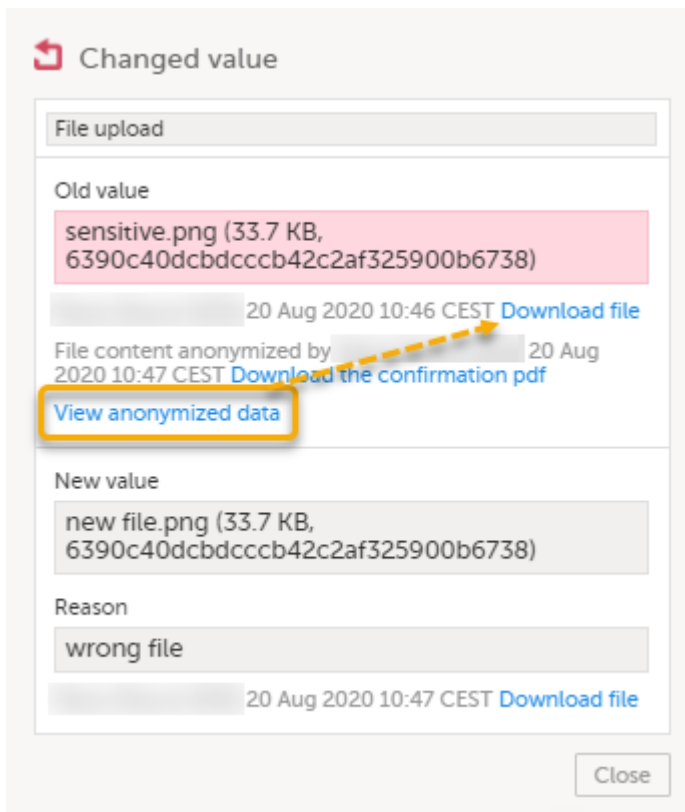 Changed value
File upload
Old value
sensitive.png (33.7 KB,
6390c40dcbdcccb42c2af325900b6738)
20 Aug 2020 10:46 CEST Download file
File content anonymized by 20 Aug
2020 10:47 CEST Download the confirmation pdf
View anonymized data
New value
new file.png (33.7 KB,
6390c40dcbdcccb42c2af325900b6738)
Reason
wrong file
20 Aug 2020 10:47 CEST Download file
Close